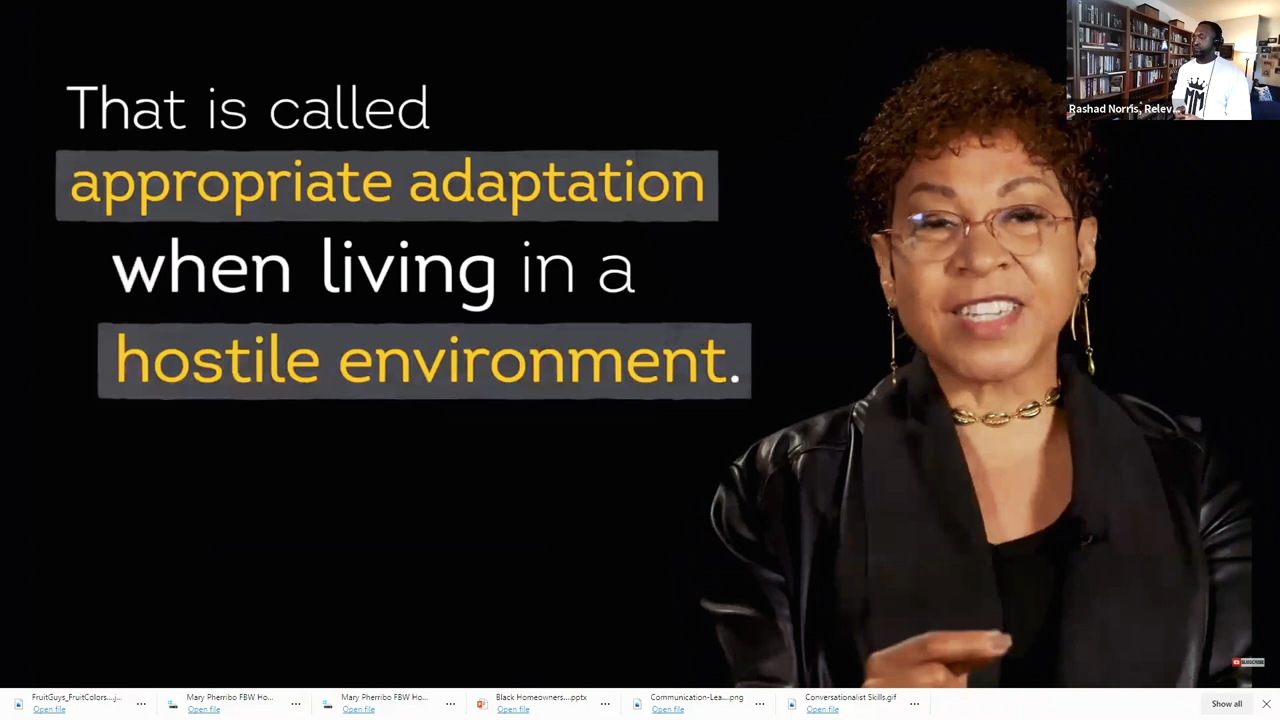 That is called
appropriate adaptation
when living in a
hostile environment.
Rashad Norris, Relev...
SUBSCRIBE
FruitGuys_FruitColors....j...
Open file
Mary Pherribo FBW Ho...
Open file
Mary Pherribo FBW Ho...
Open file
Black Homeowners....pptx
Open file
Communication-Lea....png
Open file
Conversationalist Skills.gif
Open file
Show all